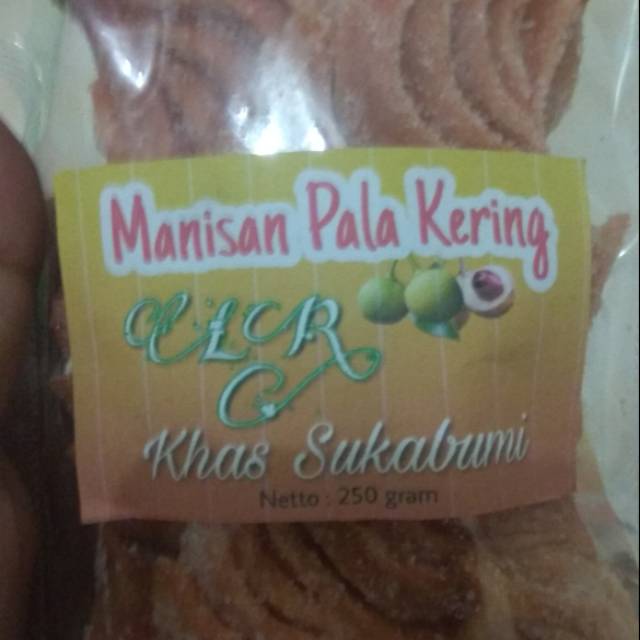 Manisan Pala Kering
Khas Sukabumi
Netto : 250 gram